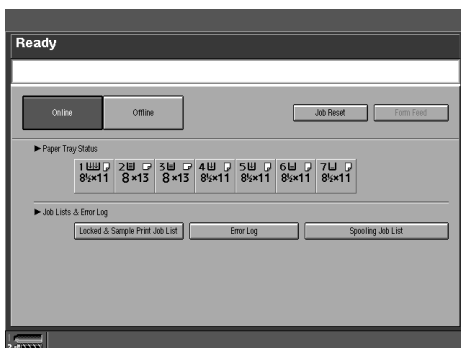 Ready
Online Offline Job Reset Form Feed
► Paper Tray Status
1 2 3 4 5 6 7
8½×11 8×13 8×13 8½×11 8½×11 8½×11 8½×11
► Job Lists & Error Log
Locked & Sample Print Job List Error Log Spooling Job List
1
2